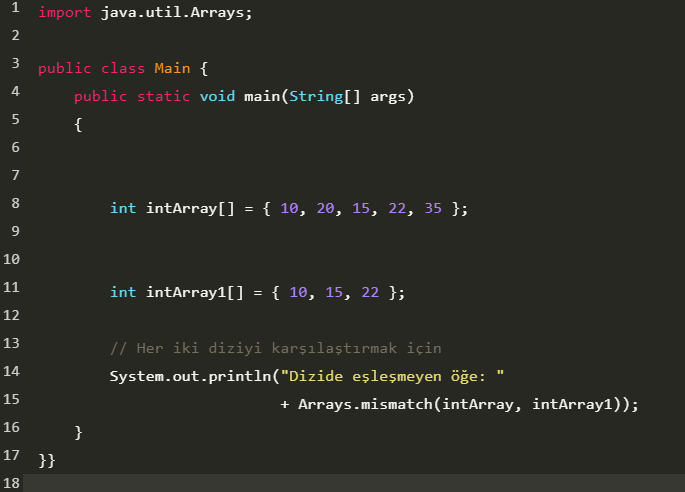 1 import java.util.Arrays;
2
3 public class Main {
4     public static void main(String[] args)
5     {
6
7
8         int intArray[] = { 10, 20, 15, 22, 35 };
9
10
11         int intArray1[] = { 10, 15, 22 };
12
13         // Her iki diziyi karşılaştırmak için
14         System.out.println("Dizide eşleşmeyen öğe: "
15                            + Arrays.mismatch(intArray, intArray1));
16     }
17 }}
18